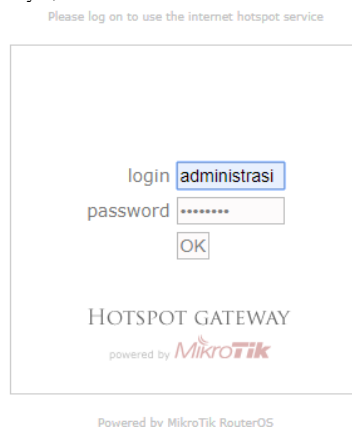 Please log on to use the internet hotspot service
login administrasi
password ••••••••
OK
HOTSPOT GATEWAY
powered by MikroTik
Powered by MikroTik RouterOS